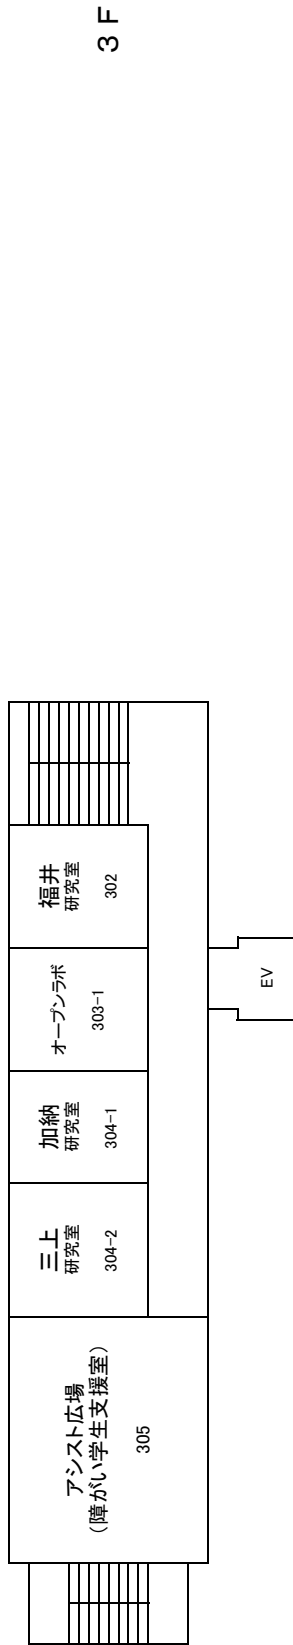 3F
アシスト広場
（障がい学生支援室）
305
三上
研究室
304-2
加納
研究室
304-1
オープンラボ
303-1
福井
研究室
302
EV